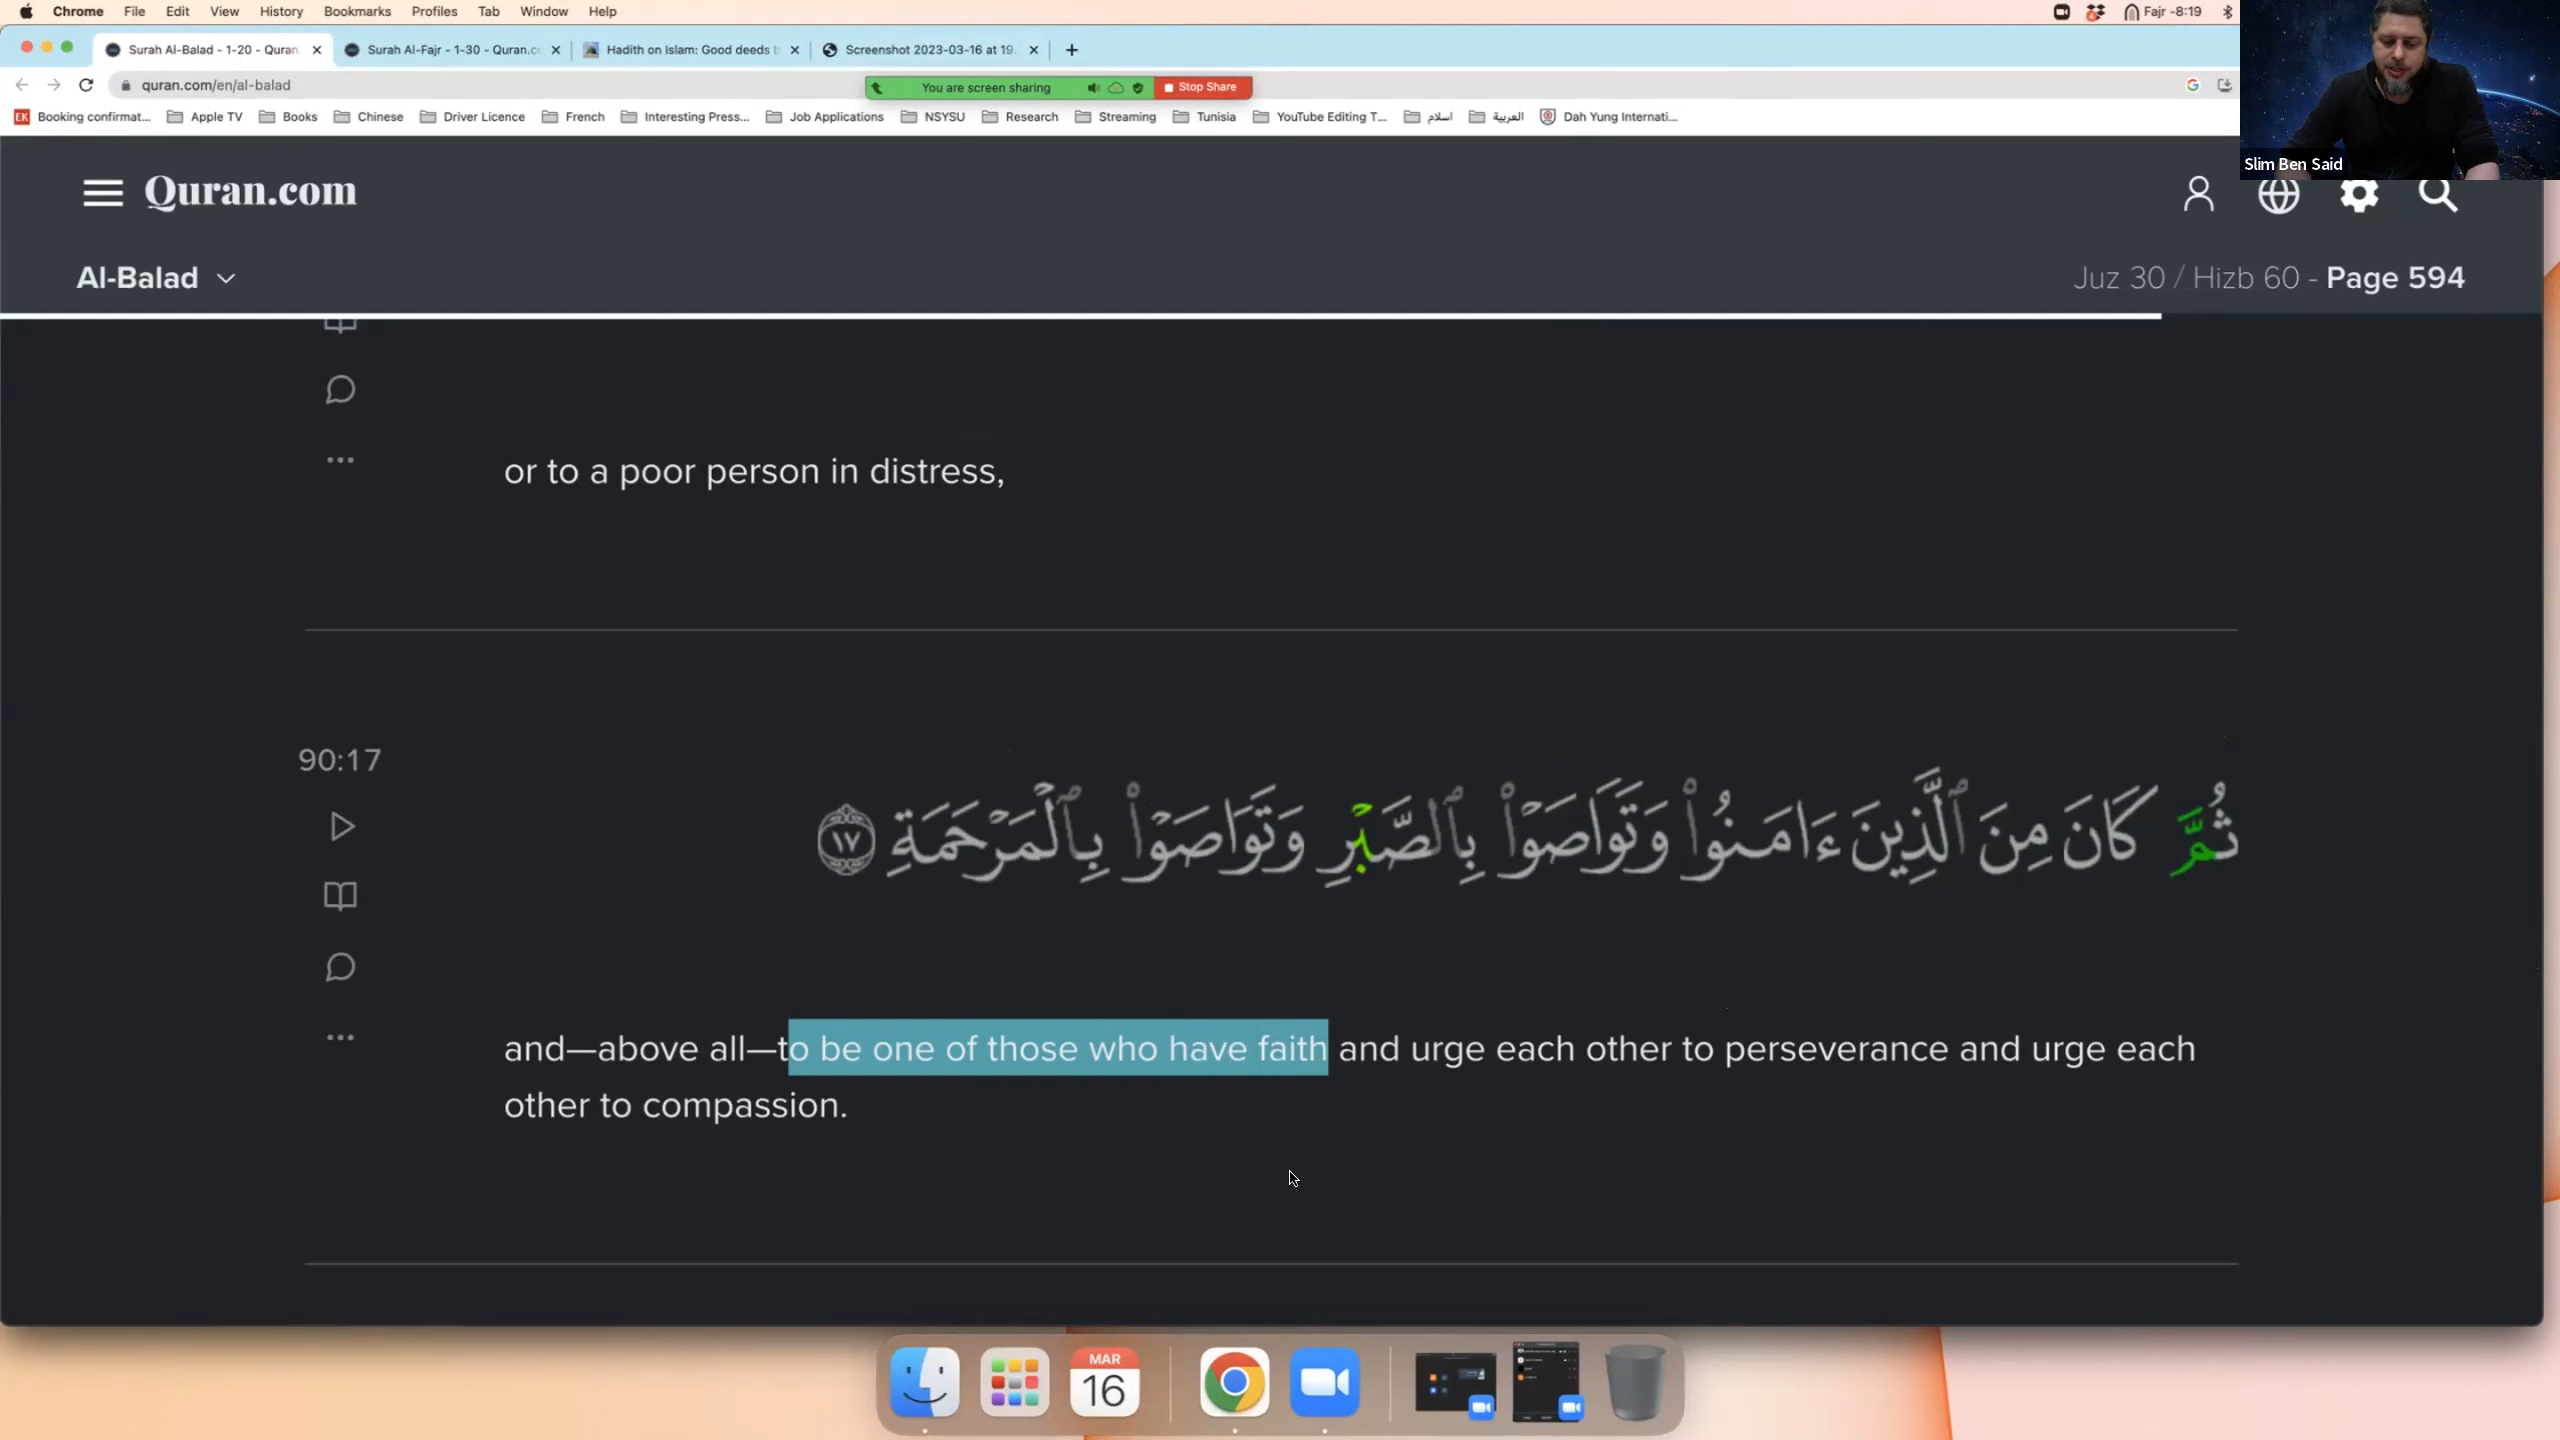 Chrome File Edit View History Bookmarks Profiles Tab Window Help Fajr -8:19
Surah Al-Balad - 1-20 - Quran. Surah Al-Fajr - 1-30 - Quran.c Hadith on Islam: Good deeds Screenshot 2023-03-16 at 19.
quran.com/en/al-balad
You are screen sharing Stop Share
EK Booking confirmat... Apple TV Books Chinese Driver Licence French Interesting Press... Job Applications NSYSU Research Streaming Tunisia YouTube Editing T... اسلام العربية Dah Yung Internati...
Slim Ben Said
Quran.com
Al-Balad Juz 30 / Hizb 60 - Page 594
or to a poor person in distress,
90:17
ثُمَّ كَانَ مِنَ ٱلَّذِينَ ءَامَنُوا۟ وَتَوَاصَوْا۟ بِٱلصَّبْرِ وَتَوَاصَوْا۟ بِٱلْمَرْحَمَةِ ١٧
and—above all—to be one of those who have faith and urge each other to perseverance and urge each
other to compassion.
MAR
16